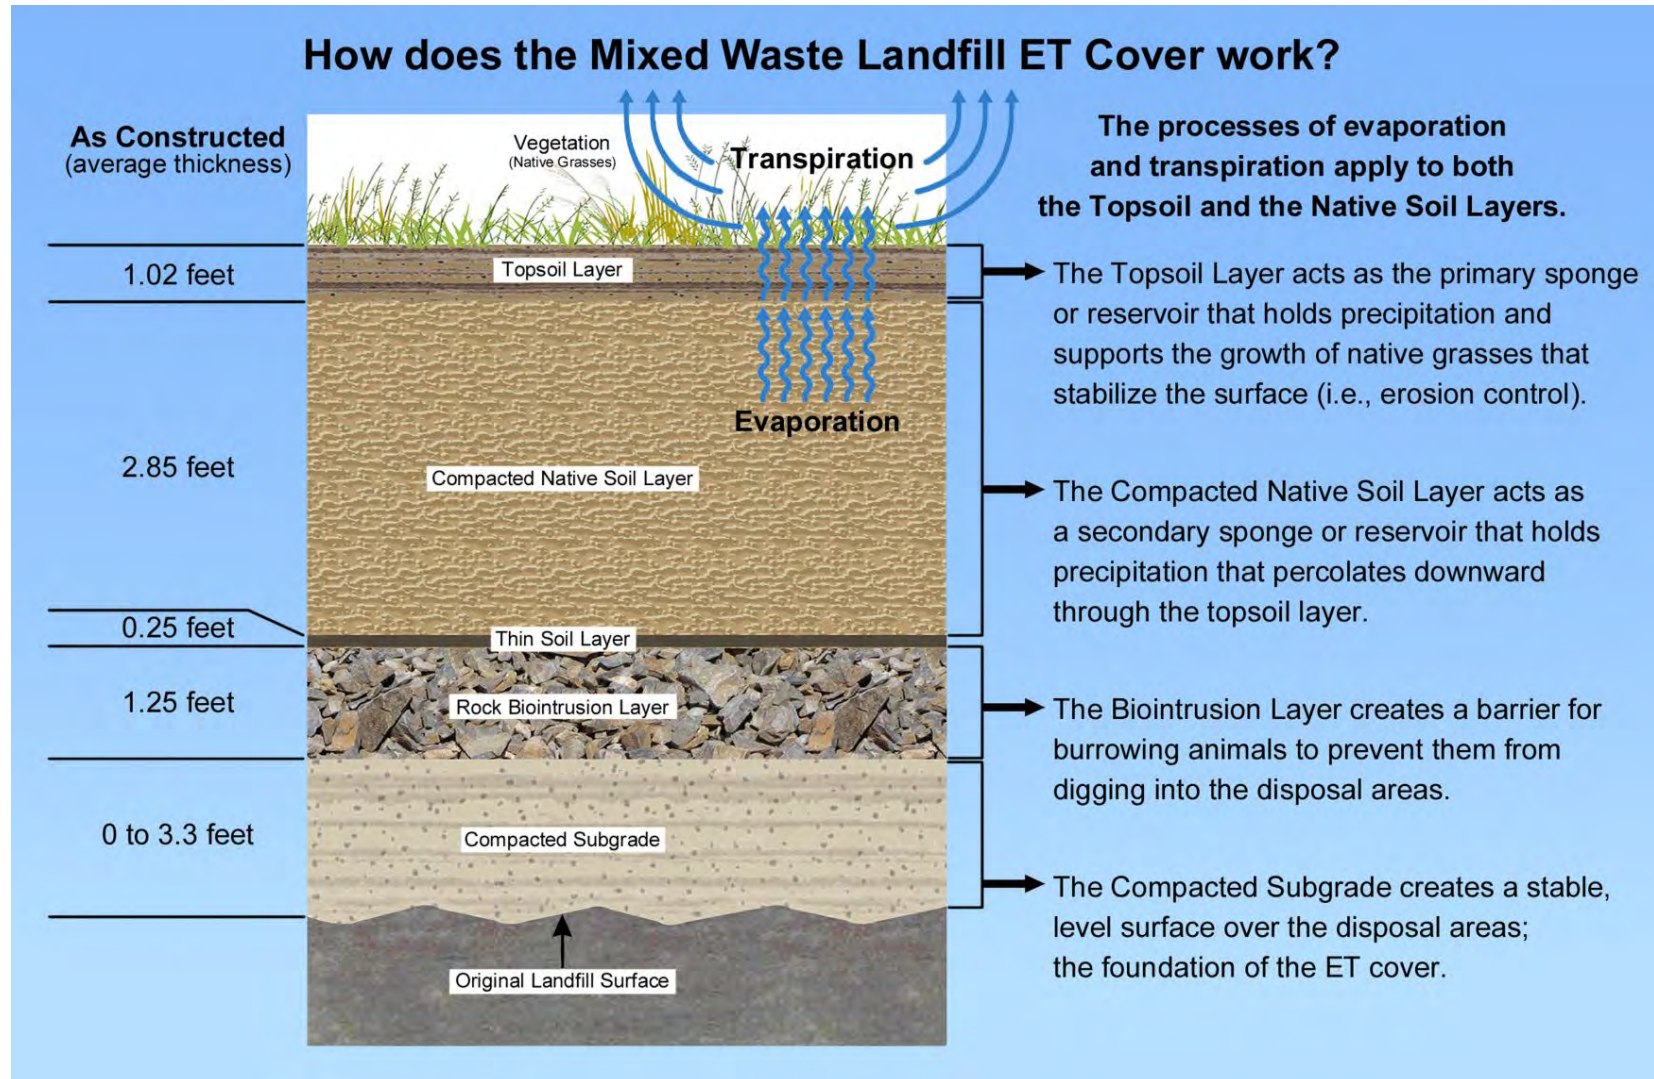 How does the Mixed Waste Landfill ET Cover work?
As Constructed
(average thickness)
1.02 feet
2.85 feet
0.25 feet
1.25 feet
0 to 3.3 feet
Vegetation
(Native Grasses)
Transpiration
Topsoil Layer
Evaporation
Compacted Native Soil Layer
Thin Soil Layer
Rock Biointrusion Layer
Compacted Subgrade
Original Landfill Surface
The processes of evaporation
and transpiration apply to both
the Topsoil and the Native Soil Layers.
The Topsoil Layer acts as the primary sponge
or reservoir that holds precipitation and
supports the growth of native grasses that
stabilize the surface (i.e., erosion control).
The Compacted Native Soil Layer acts as
a secondary sponge or reservoir that holds
precipitation that percolates downward
through the topsoil layer.
The Biointrusion Layer creates a barrier for
burrowing animals to prevent them from
digging into the disposal areas.
The Compacted Subgrade creates a stable,
level surface over the disposal areas;
the foundation of the ET cover.